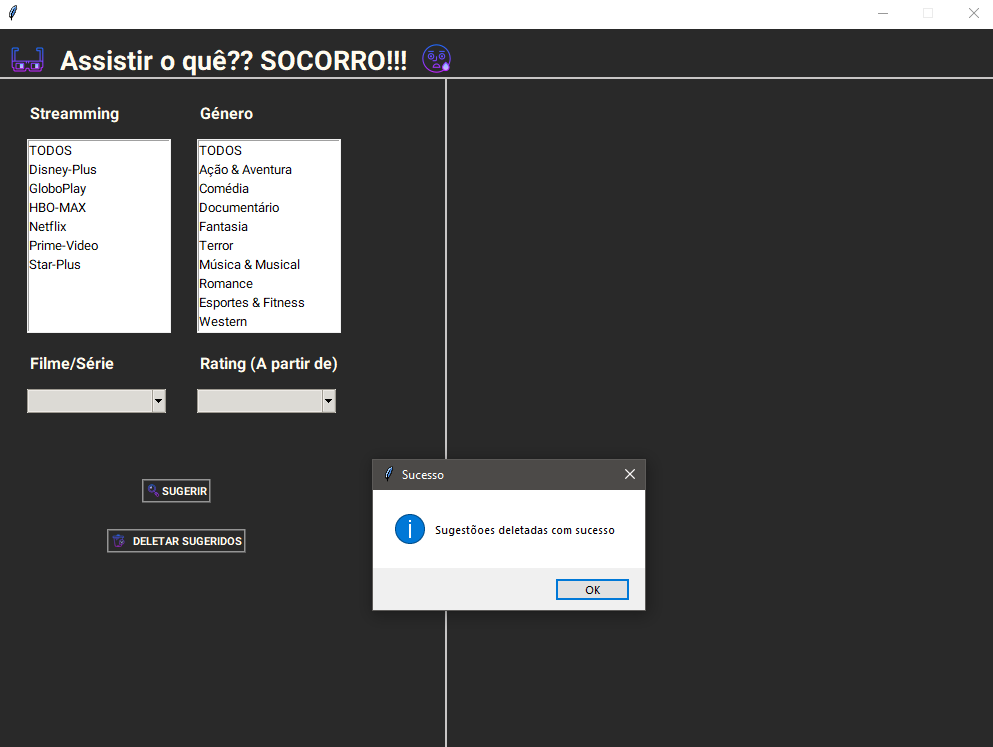 Assistir o quê?? SOCORRO!!!
Streamming
Género
TODOS
Disney-Plus
GloboPlay
HBO-MAX
Netflix
Prime-Video
Star-Plus
TODOS
Ação & Aventura
Comédia
Documentário
Fantasia
Terror
Música & Musical
Romance
Esportes & Fitness
Western
Filme/Série
Rating (A partir de)
SUGERIR
DELETAR SUGERIDOS
Sucesso
Sugestõoes deletadas com sucesso
OK